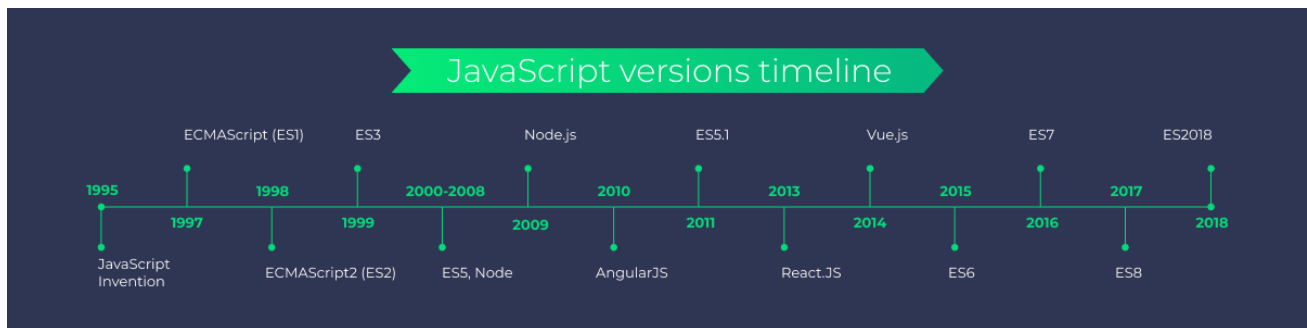 JavaScript versions timeline
ECMAScript (ES1)
ES3
Node.js
ES5.1
Vue.js
ES7
ES2018
1995
1998
2000-2008
2010
2013
2015
2017
1997
1999
2009
2011
2014
2016
2018
JavaScript
Invention
ECMAScript2 (ES2)
ES5, Node
AngularJS
React.JS
ES6
ES8